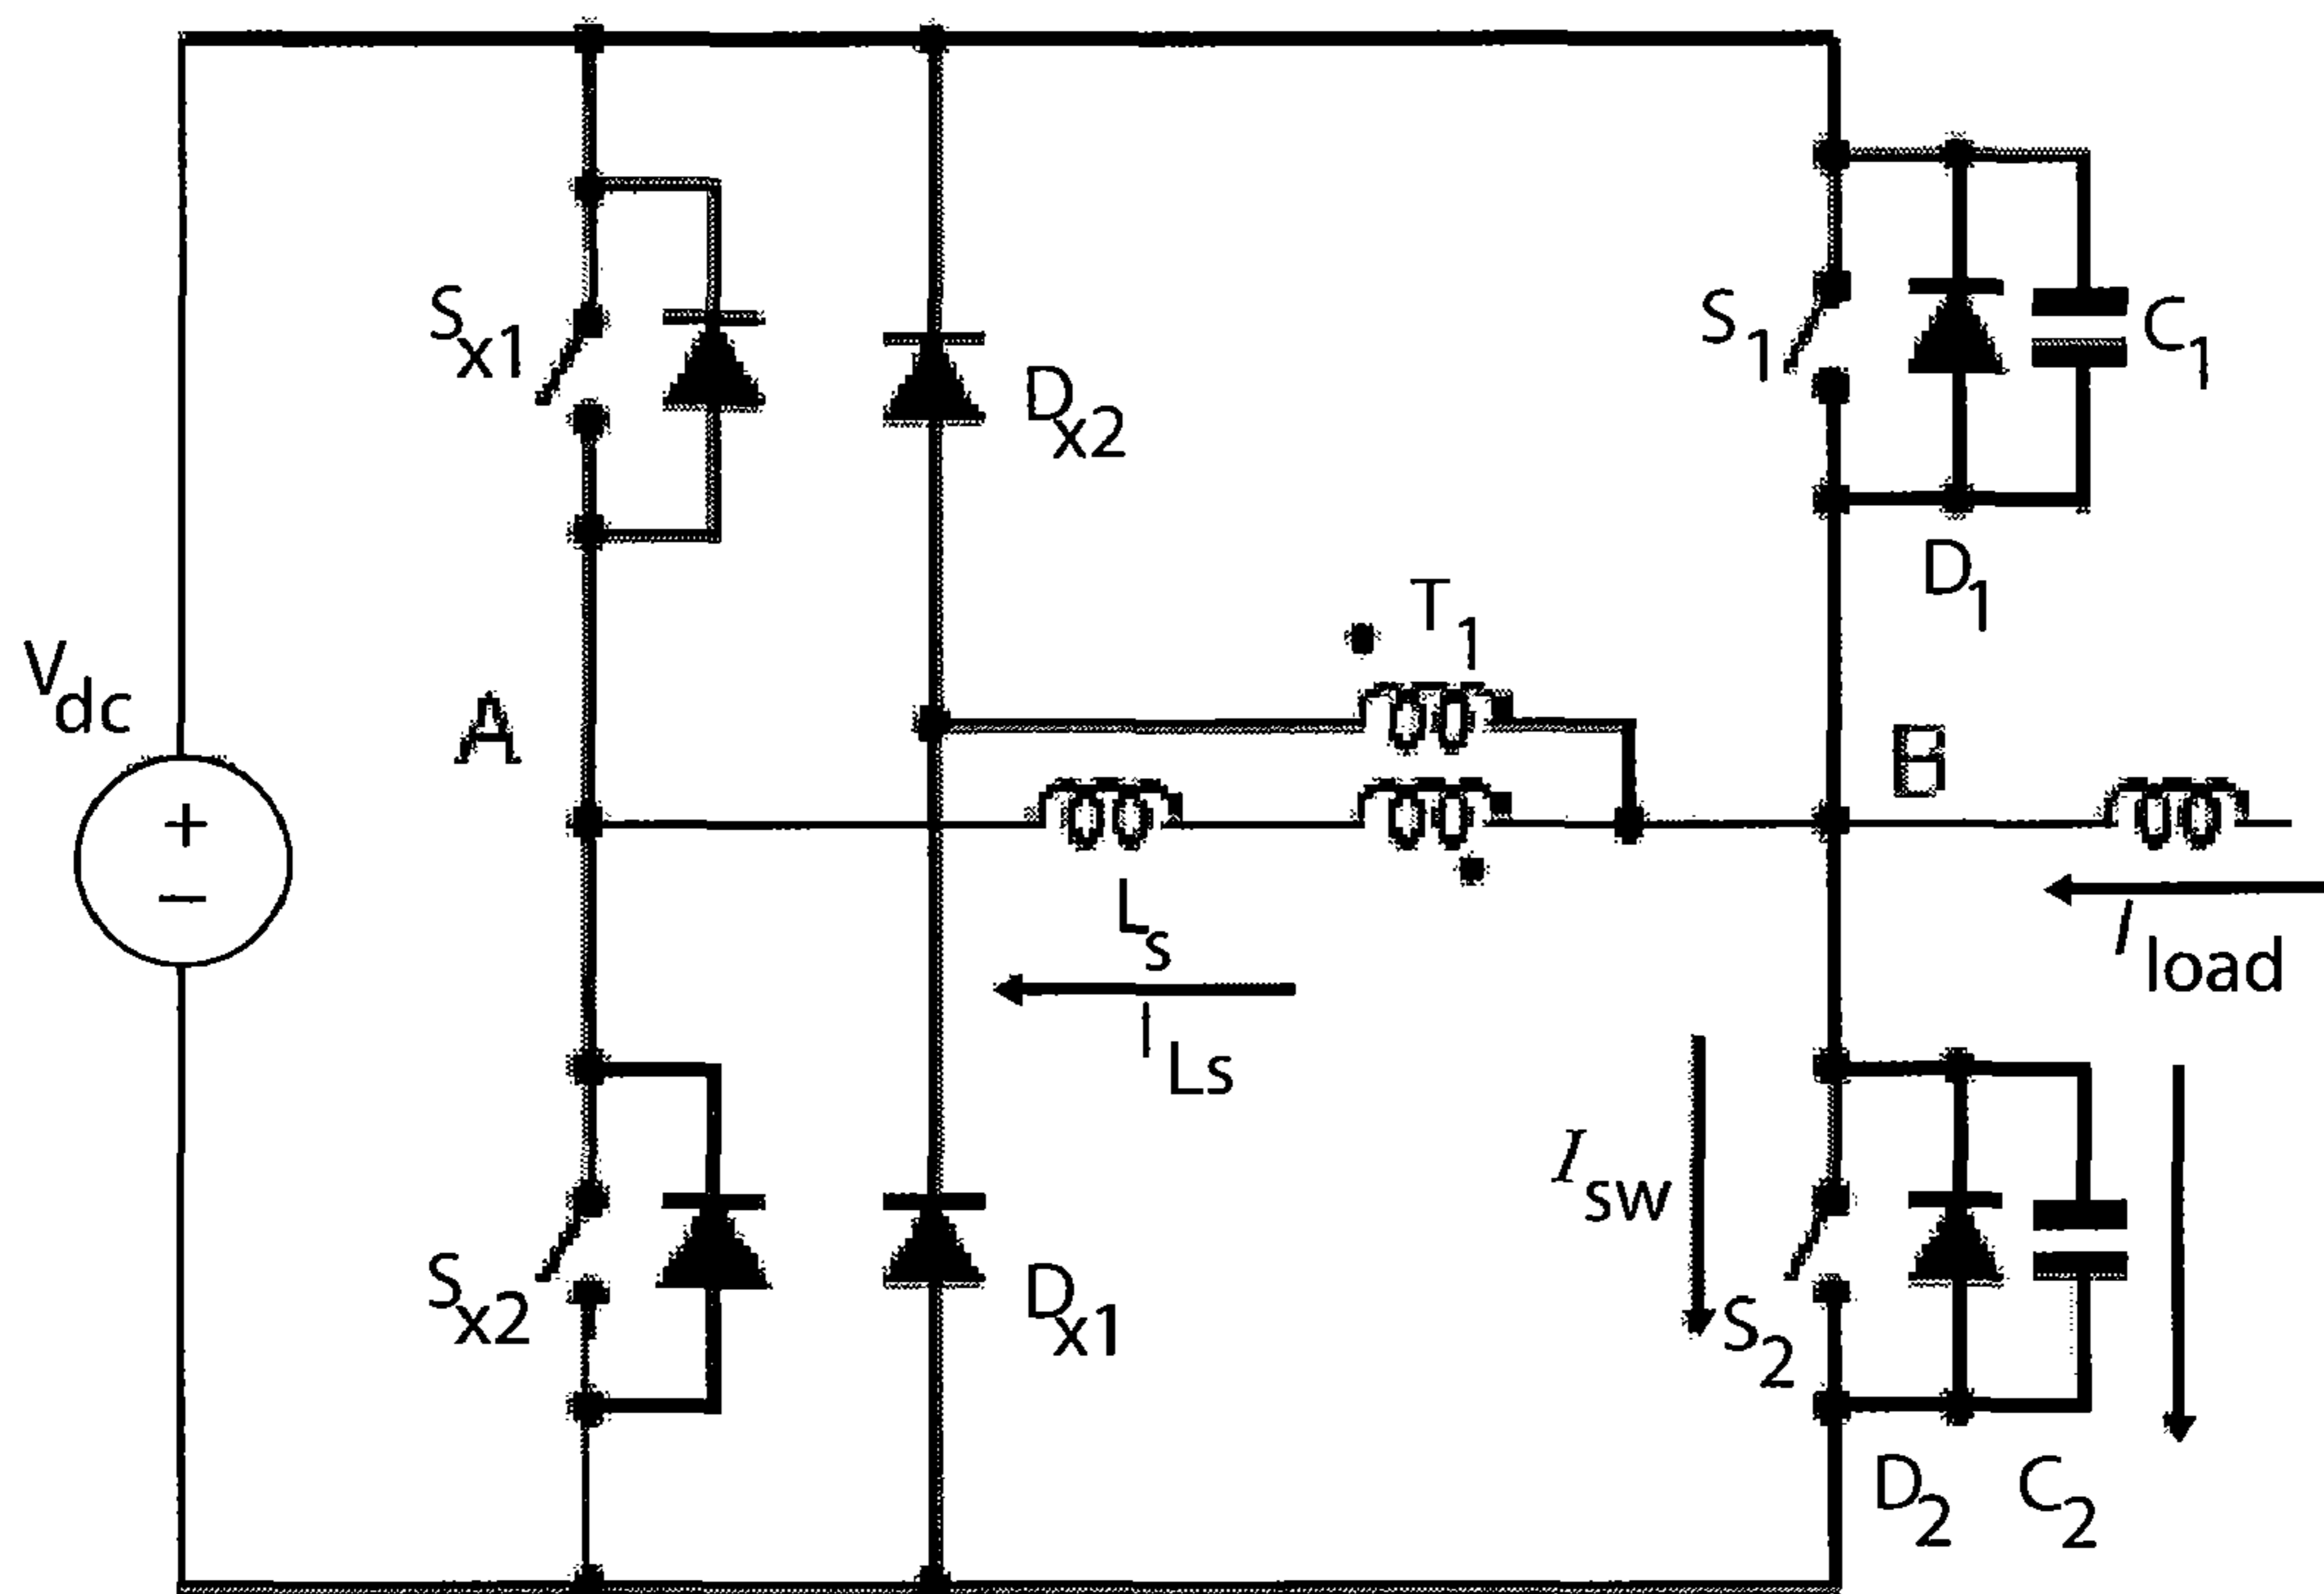 Sx1
Dx2
S1
C1
D1
T1
Vdc
+
−
A
B
Ls
ILs
Iload
Isw
Sx2
Dx1
S2
D2
C2